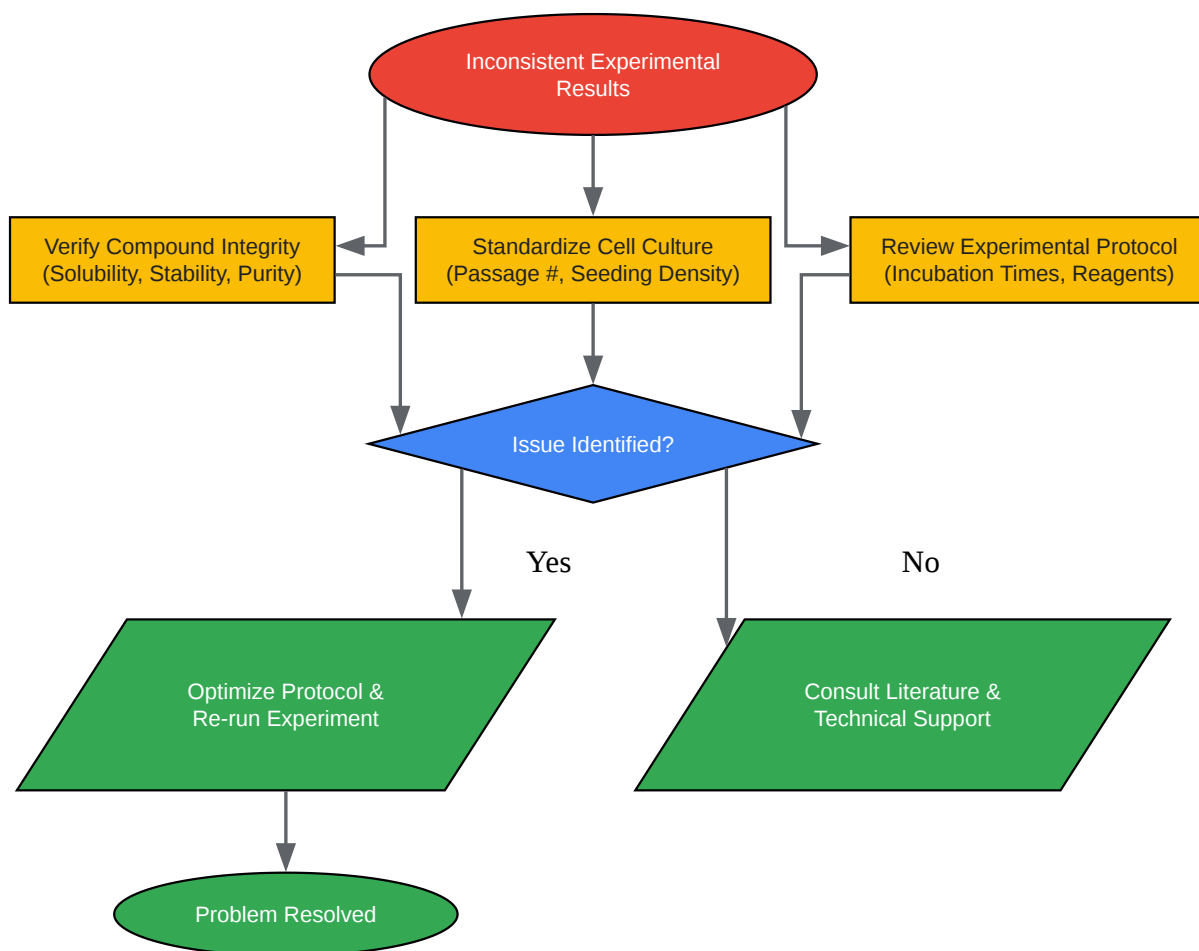 Inconsistent Experimental
Results
Verify Compound Integrity
(Solubility, Stability, Purity)
Standardize Cell Culture
(Passage #, Seeding Density)
Review Experimental Protocol
(Incubation Times, Reagents)
Issue Identified?
Yes
No
Optimize Protocol &
Re-run Experiment
Consult Literature &
Technical Support
Problem Resolved